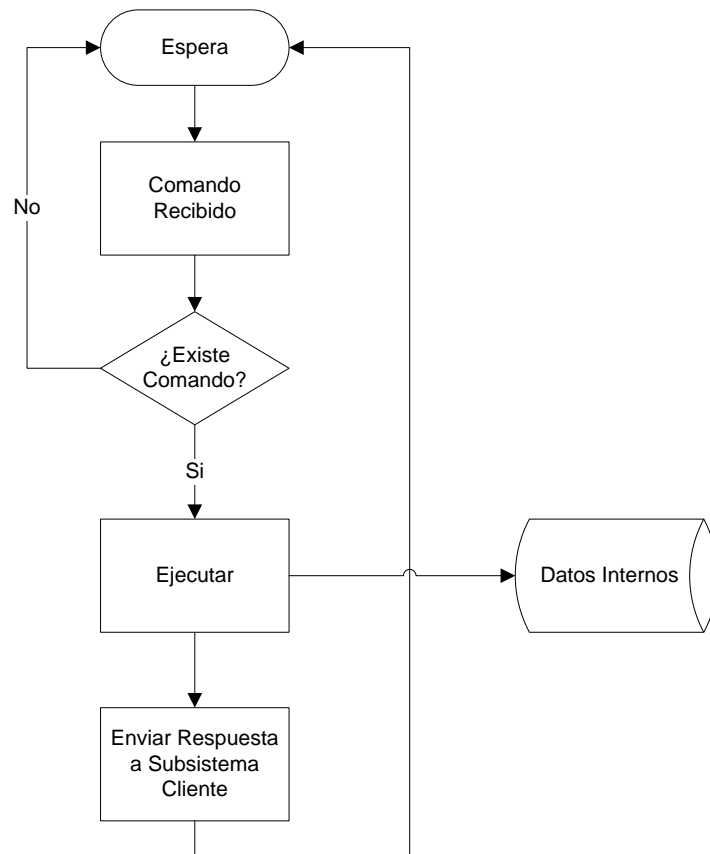 Espera
Comando
Recibido
No
¿Existe
Comando?
Si
Ejecutar
Datos Internos
Enviar Respuesta
a Subsistema
Cliente